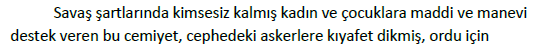 Savaş şartlarında kimsesiz kalmış kadın ve çocuklara maddi ve manevi
destek veren bu cemiyet, cephedeki askerlere kıyafet dikmiş, ordu için